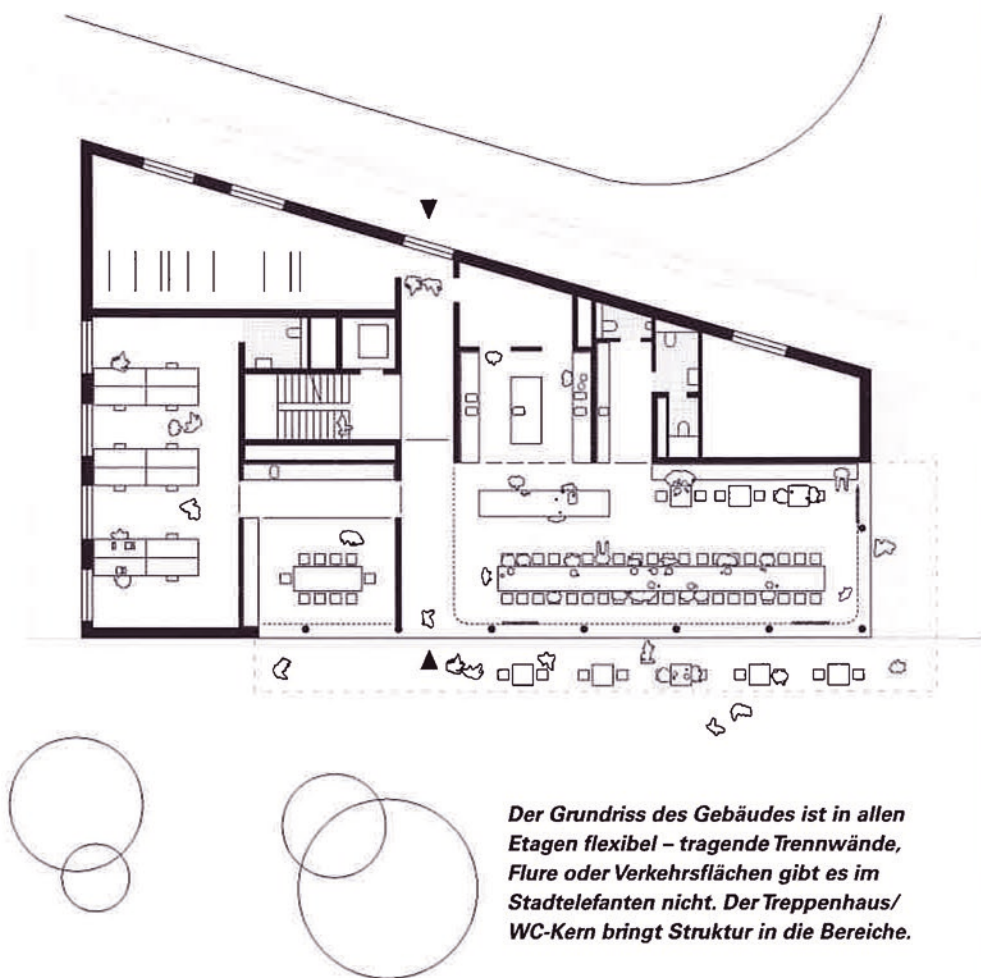 Der Grundriss des Gebäudes ist in allen
Etagen flexibel – tragende Trennwände,
Flure oder Verkehrsflächen gibt es im
Stadtelefanten nicht. Der Treppenhaus/
WC-Kern bringt Struktur in die Bereiche.